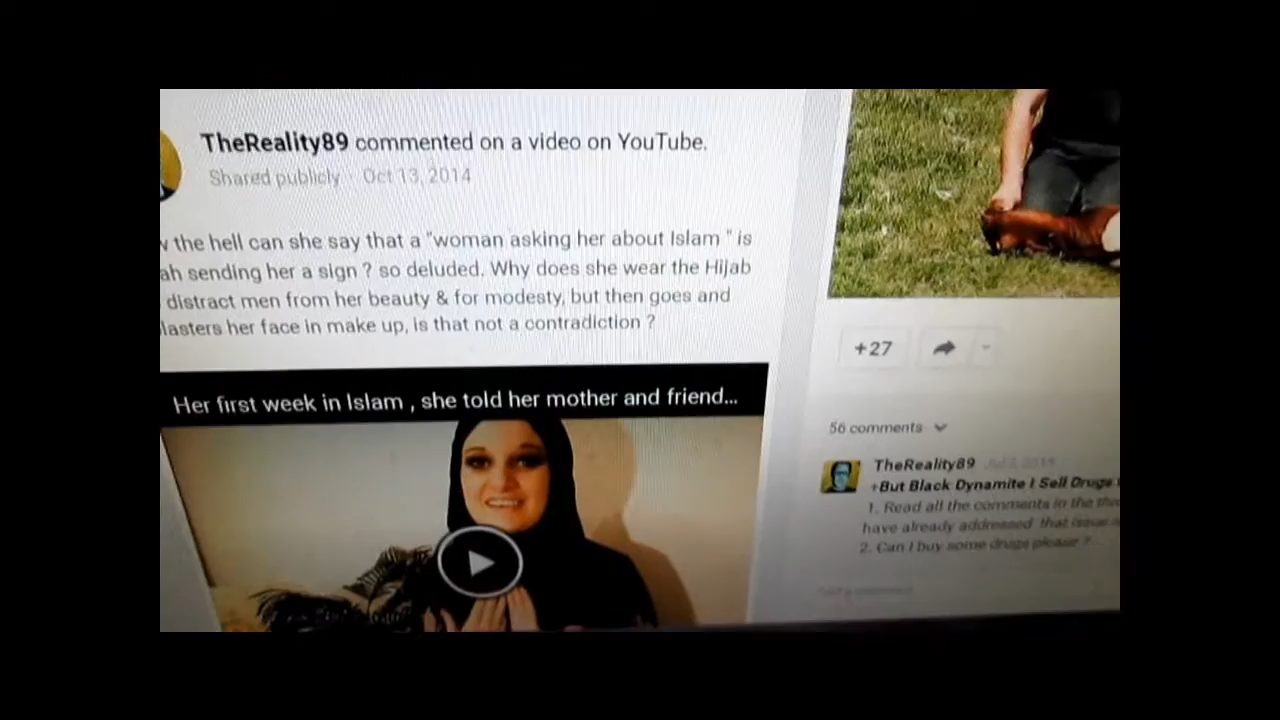 TheReality89 commented on a video on YouTube.
Shared publicly · Oct 13, 2014
the hell can she say that a "woman asking her about Islam " is
sending her a sign ? so deluded. Why does she wear the Hijab
distract men from her beauty & for modesty, but then goes and
lasters her face in make up, is that not a contradiction ?
Her first week in Islam , she told her mother and friend...
+27
56 comments
TheReality89
+But Black Dynamite I Sell Drugs
1. Read all the comments in the
have already addressed that issue
2. Can I buy some drugs please ?